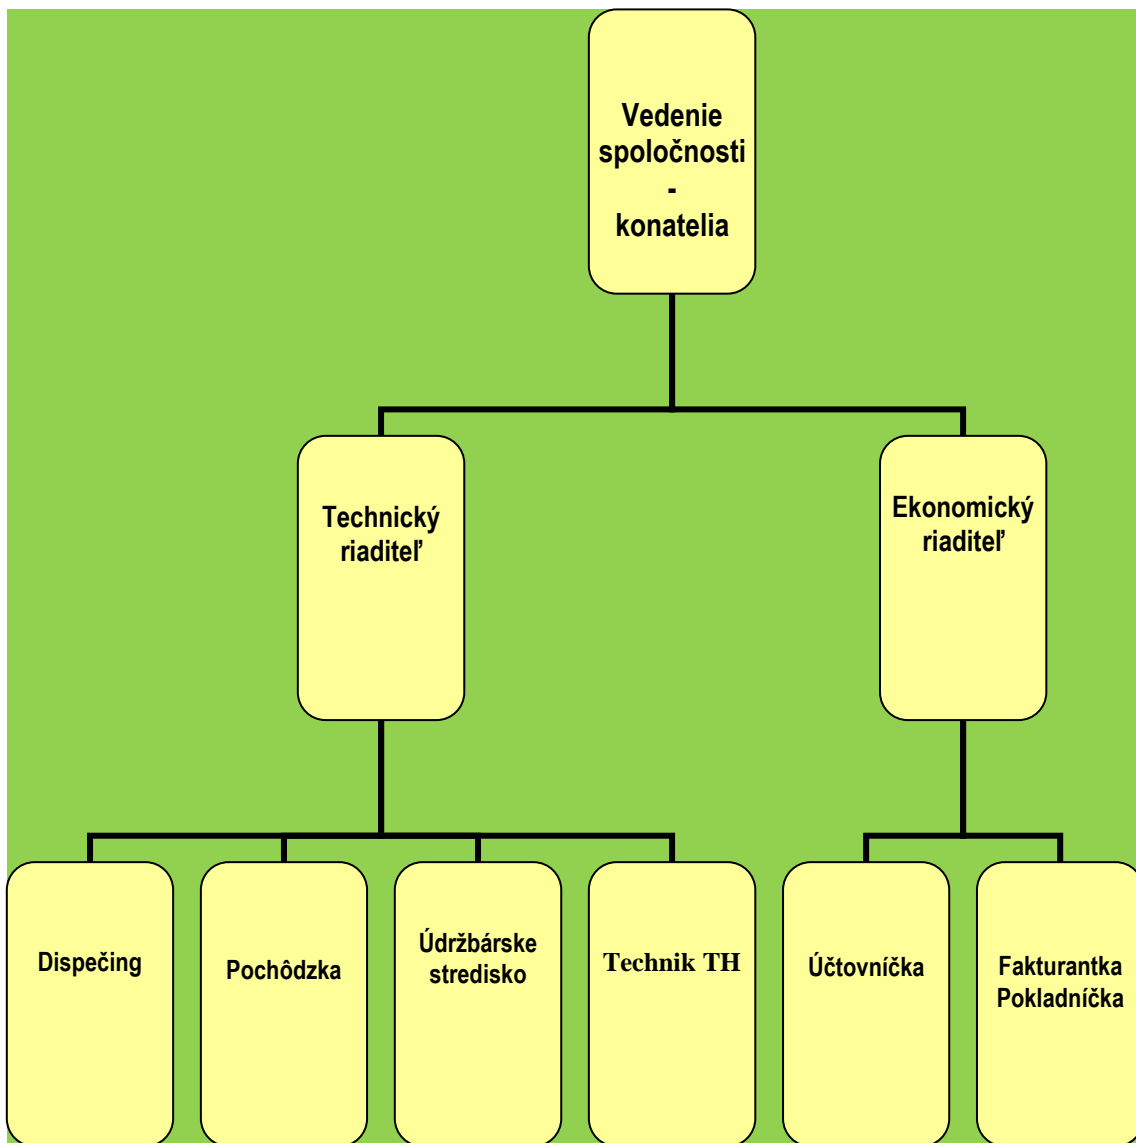 Vedenie
spoločnosti
-
konatelia
Technický
riaditeľ
Ekonomický
riaditeľ
Dispečing
Pochôdzka
Údržbárske
stredisko
Technik TH
Účtovníčka
Fakturantka
Pokladníčka